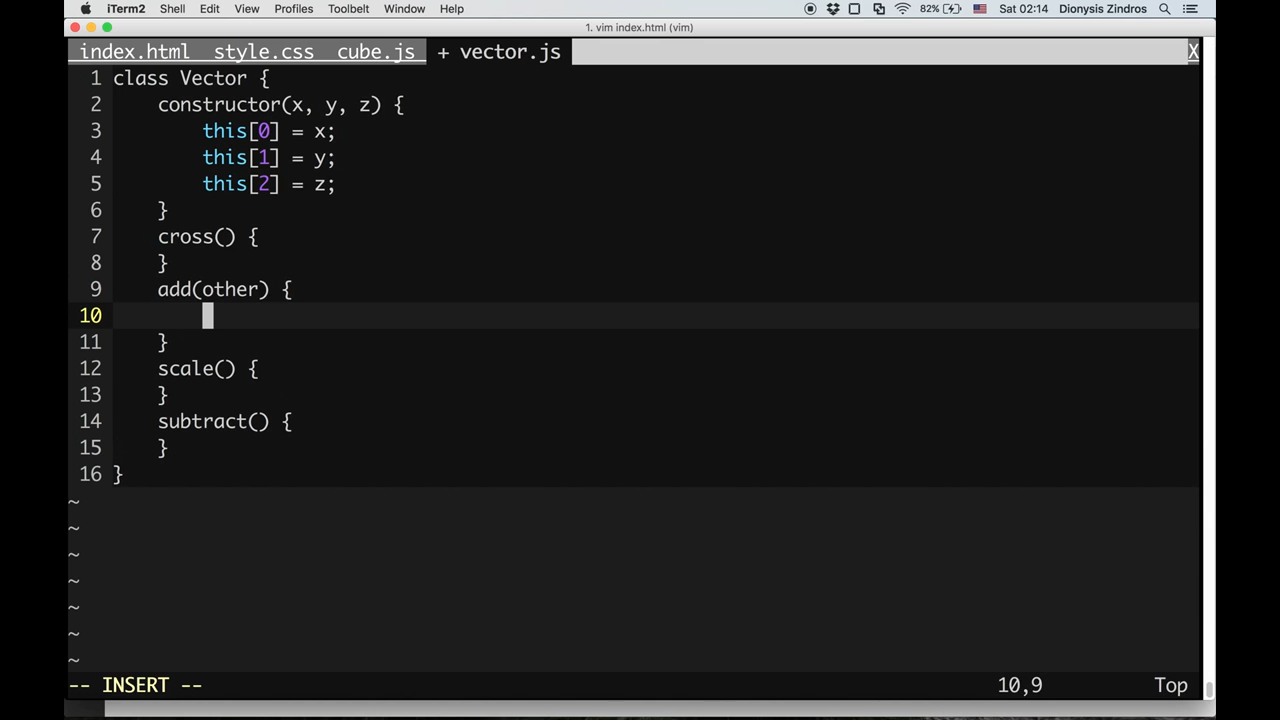 iTerm2 Shell Edit View Profiles Toolbelt Window Help 82% Sat 02:14 Dionysis Zindros
1. vim index.html (vim)
index.html style.css cube.js + vector.js X
1 class Vector {
2 constructor(x, y, z) {
3 this[0] = x;
4 this[1] = y;
5 this[2] = z;
6 }
7 cross() {
8 }
9 add(other) {
10
11 }
12 scale() {
13 }
14 subtract() {
15 }
16 }
~
~
~
~
~
~
~
-- INSERT -- 10,9 Top